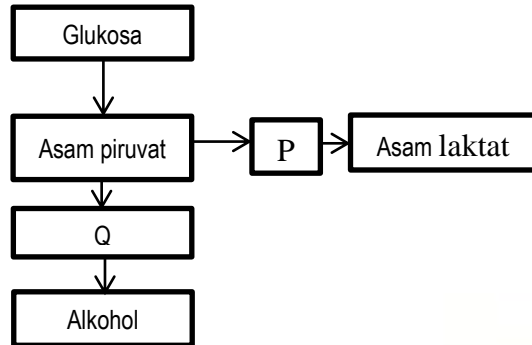 Glukosa
Asam piruvat
P
Asam laktat
Q
Alkohol